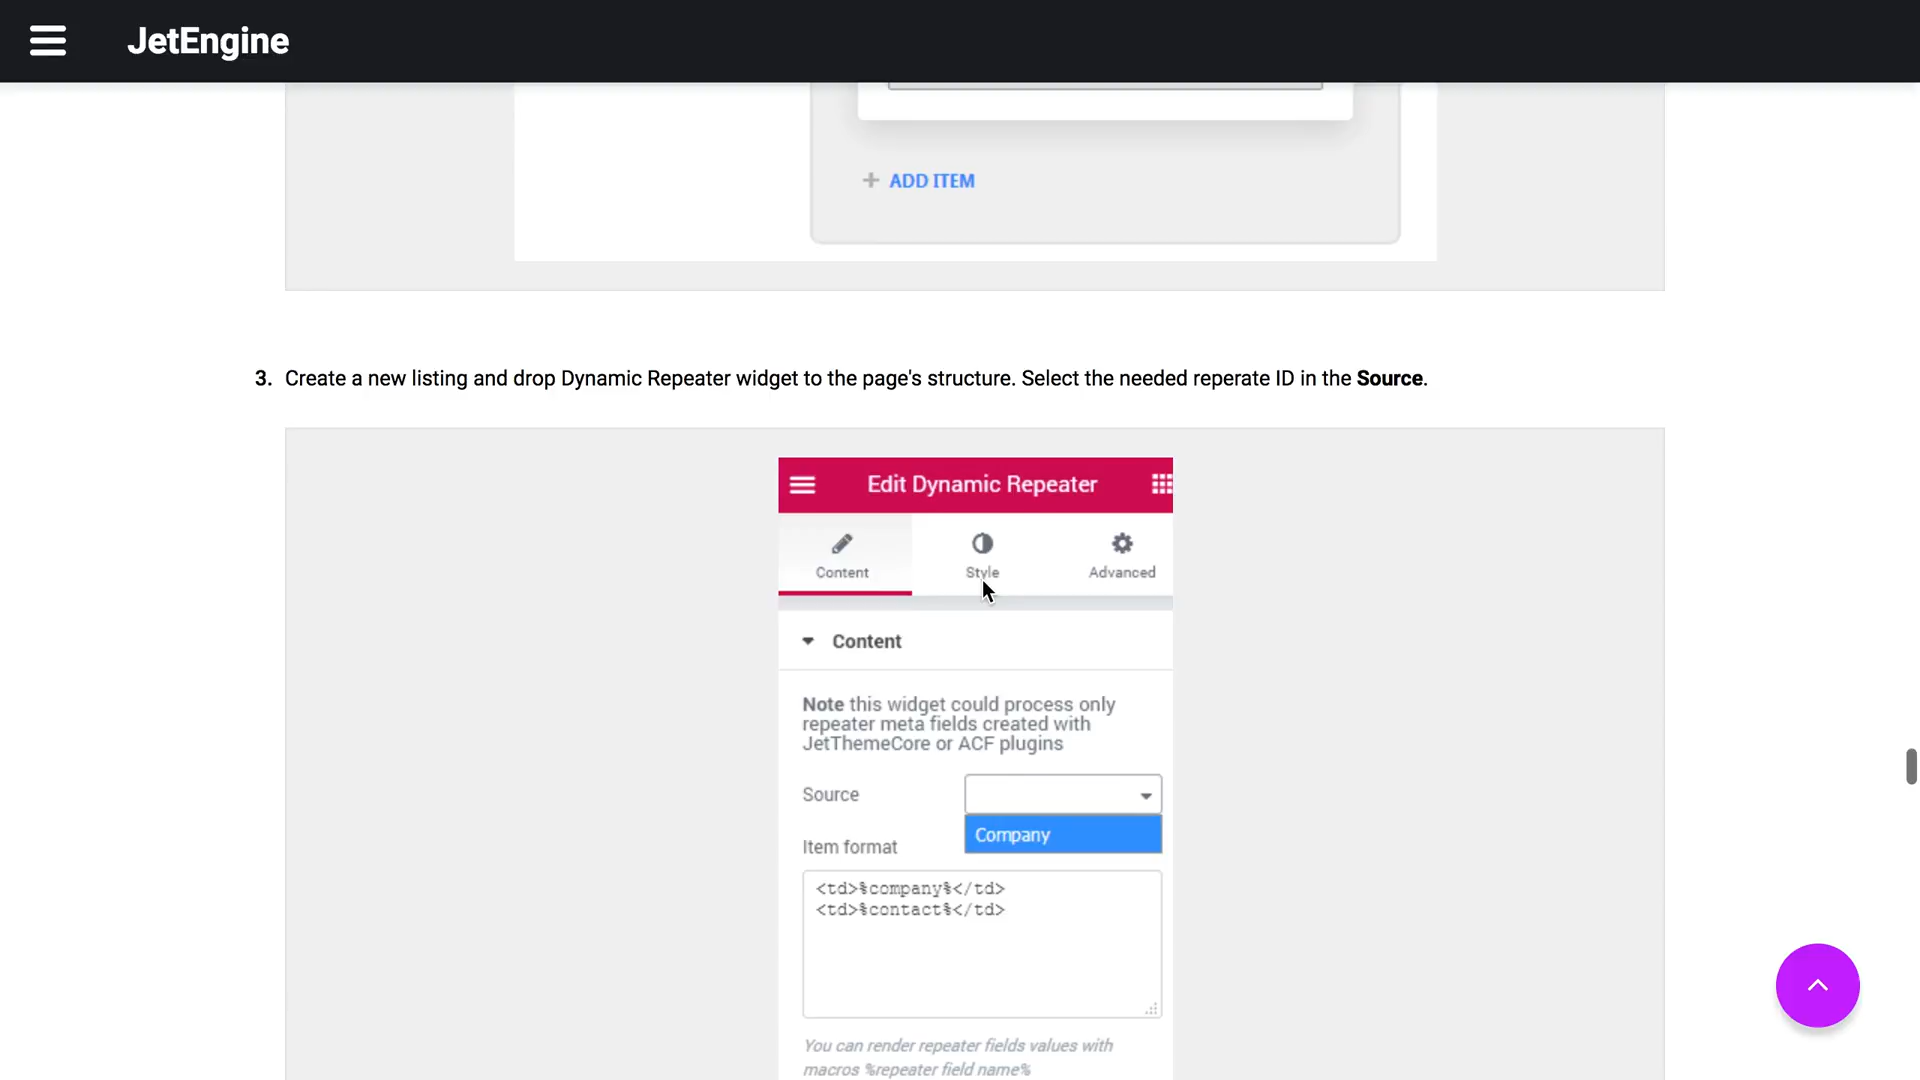 JetEngine
+ ADD ITEM
3. Create a new listing and drop Dynamic Repeater widget to the page's structure. Select the needed reperate ID in the Source.
Edit Dynamic Repeater
Content Style Advanced
Content
Note this widget could process only
repeater meta fields created with
JetThemeCore or ACF plugins
Source
Company
Item format
<td>%company%</td>
<td>%contact%</td>
You can render repeater fields values with
macros %repeater field name%